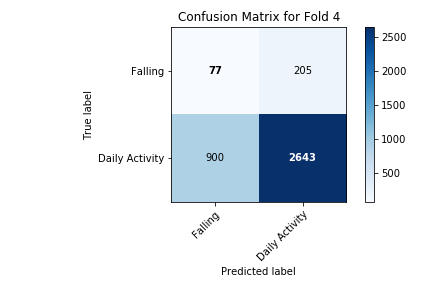 Confusion Matrix for Fold 4
True label
Falling
77
205
Daily Activity
900
2643
Falling
Daily Activity
Predicted label
2500
2000
1500
1000
500